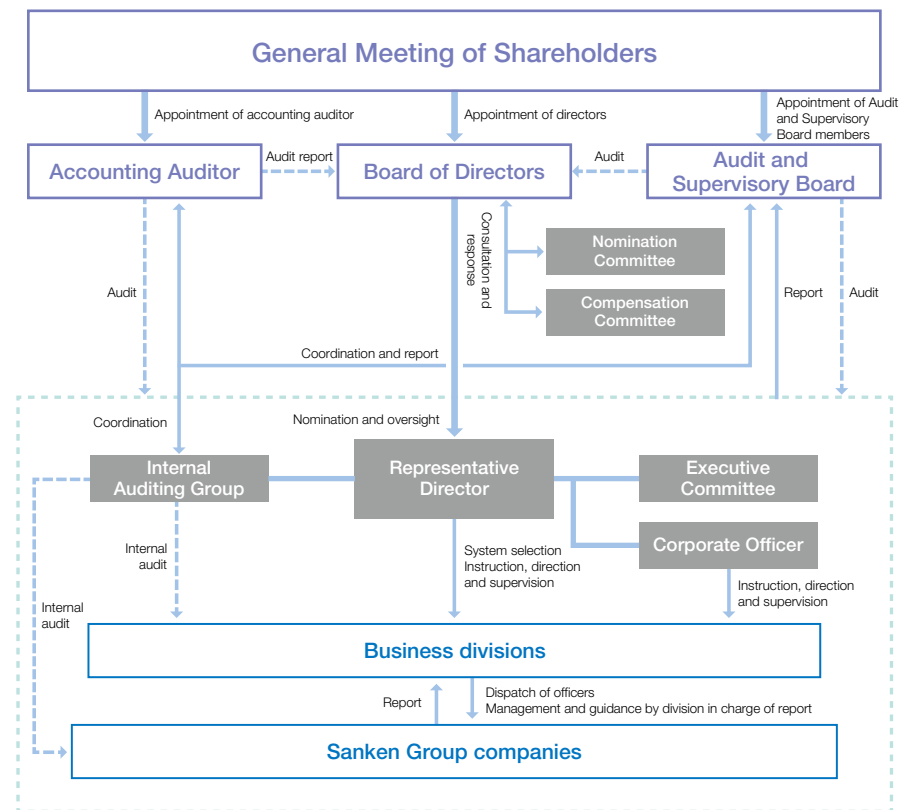 General Meeting of Shareholders
Appointment of accounting auditor
Appointment of directors
Appointment of Audit
and Supervisory
Board members
Accounting Auditor
Audit report
Board of Directors
Audit
Audit and
Supervisory Board
Consultation and
response
Nomination
Committee
Compensation
Committee
Audit
Report
Audit
Coordination and report
Coordination
Nomination and oversight
Internal
Auditing Group
Representative
Director
Executive
Committee
Corporate Officer
Internal
audit
System selection
Instruction, direction
and supervision
Instruction, direction
and supervision
Internal
audit
Business divisions
Report
Dispatch of officers
Management and guidance by division in charge of report
Sanken Group companies